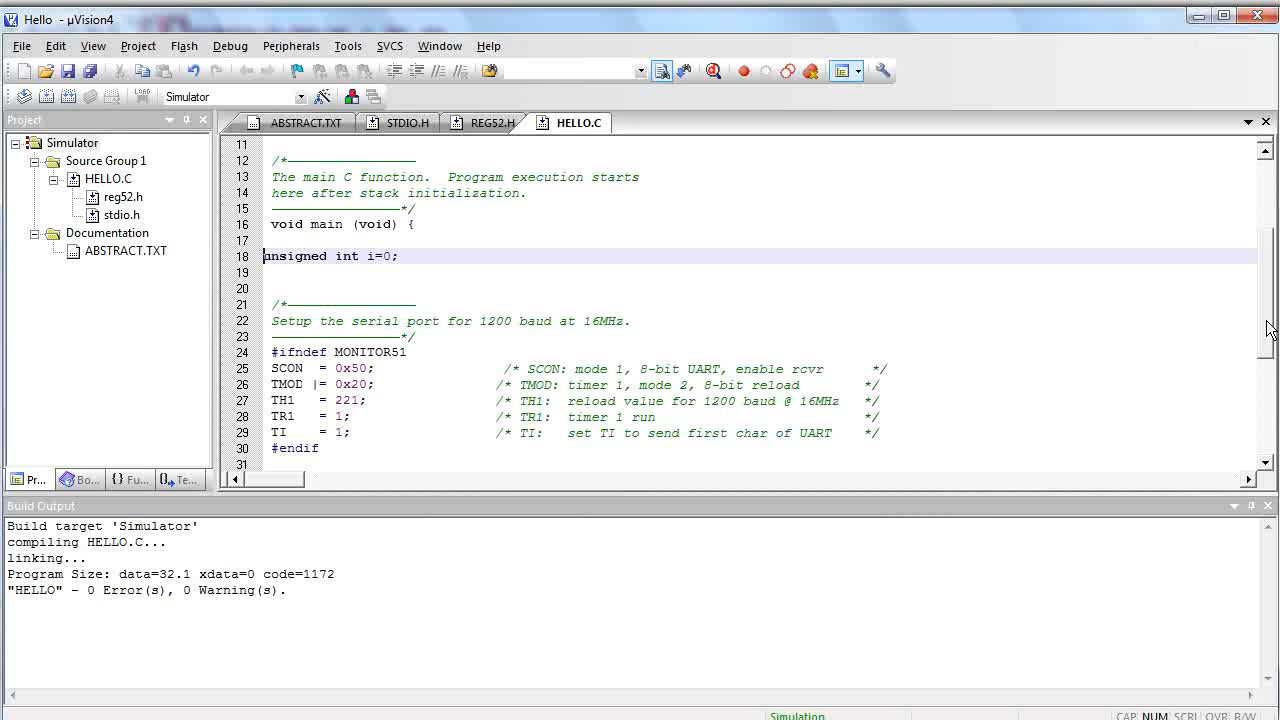 Hello - µVision4
File Edit View Project Flash Debug Peripherals Tools SVCS Window Help
LOAD Simulator
Project
ABSTRACT.TXT STDIO.H REG52.H HELLO.C
Simulator
Source Group 1
HELLO.C
reg52.h
stdio.h
Documentation
ABSTRACT.TXT
Pr... Bo... {} Fu... Te...
11
12 /*————————————————
13 The main C function. Program execution starts
14 here after stack initialization.
15 ————————————————*/
16 void main (void) {
17
18 unsigned int i=0;
19
20
21 /*————————————————
22 Setup the serial port for 1200 baud at 16MHz.
23 ————————————————*/
24 #ifndef MONITOR51
25 SCON = 0x50; /* SCON: mode 1, 8-bit UART, enable rcvr */
26 TMOD |= 0x20; /* TMOD: timer 1, mode 2, 8-bit reload */
27 TH1 = 221; /* TH1: reload value for 1200 baud @ 16MHz */
28 TR1 = 1; /* TR1: timer 1 run */
29 TI = 1; /* TI: set TI to send first char of UART */
30 #endif
31
Build Output
Build target 'Simulator'
compiling HELLO.C...
linking...
Program Size: data=32.1 xdata=0 code=1172
"HELLO" - 0 Error(s), 0 Warning(s).
Simulation CAP NUM SCRL OVR R/W